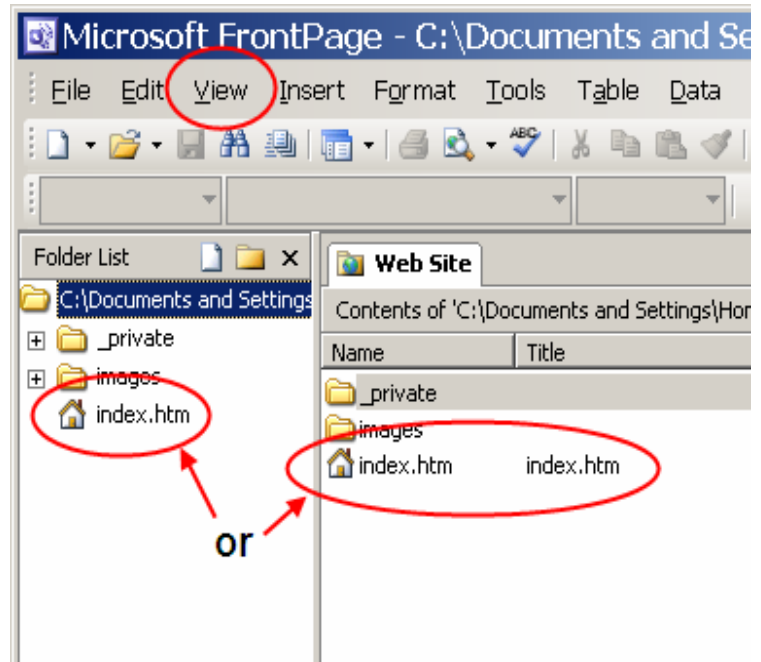 Microsoft FrontPage - C:\Documents and Se
File Edit View Insert Format Tools Table Data
ABC
Folder List
Web Site
C:\Documents and Settings
Contents of 'C:\Documents and Settings\Hor
_private
Name Title
images
_private
index.htm
images
index.htm index.htm
or